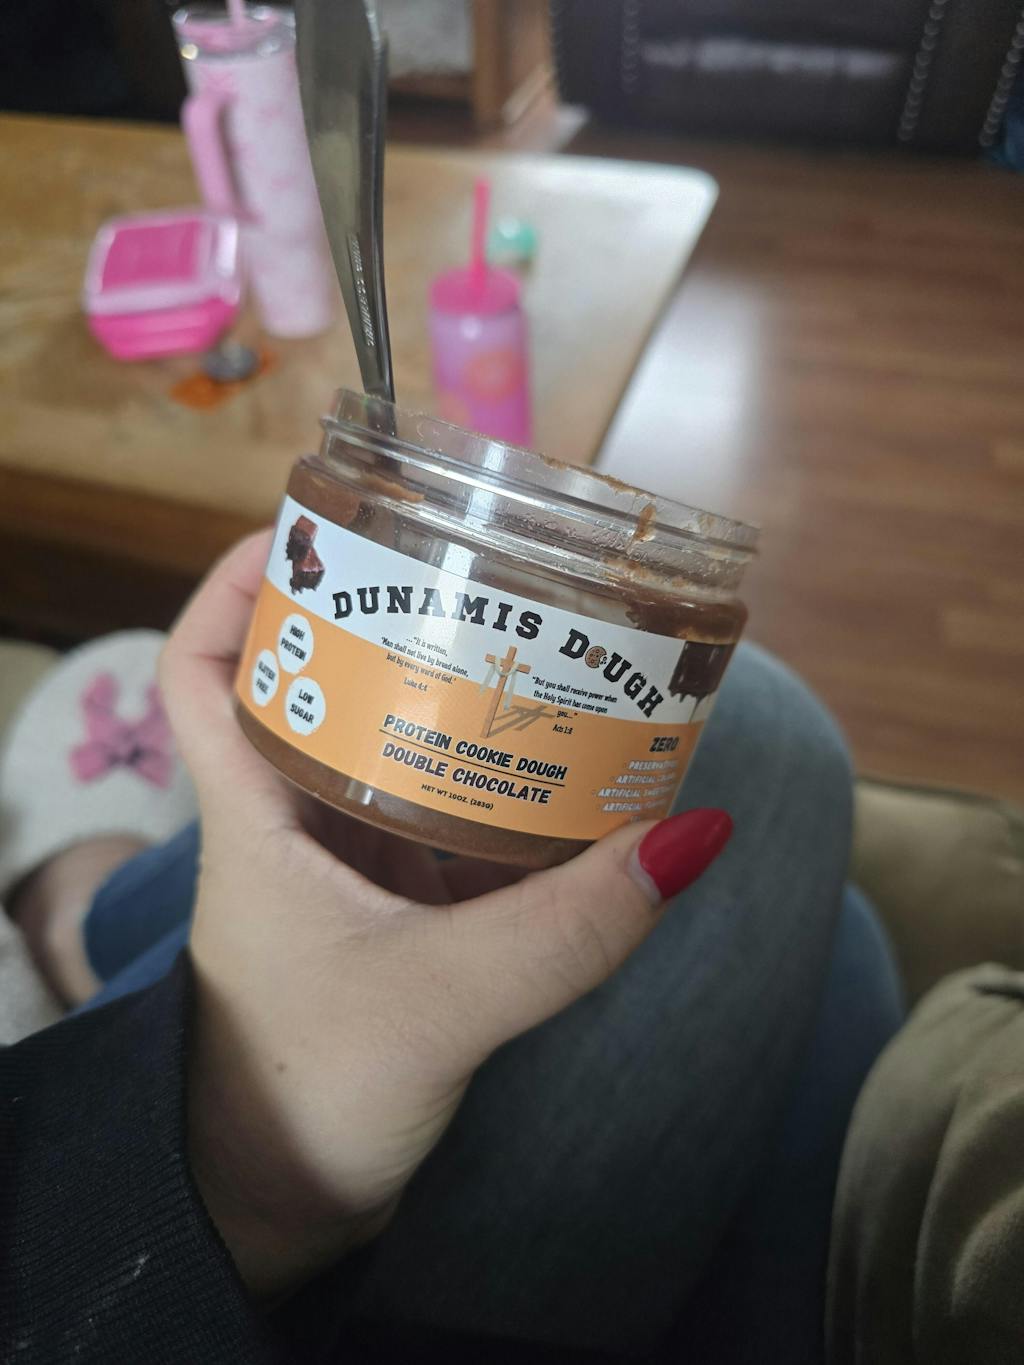 DUNAMIS DOUGH
HIGH
PROTEIN
GLUTEN
FREE
LOW
SUGAR
..."It is written,
"Man shall not live by bread alone,
but by every word of God."
Luke 4:4
"But you shall receive power when
the Holy Spirit has come upon
you..."
Acts 1:8
PROTEIN COOKIE DOUGH
DOUBLE CHOCOLATE
NET WT 10OZ. (283G)
ZERO
ARTIFICIAL
ARTIFICIAL
ARTIFICIAL